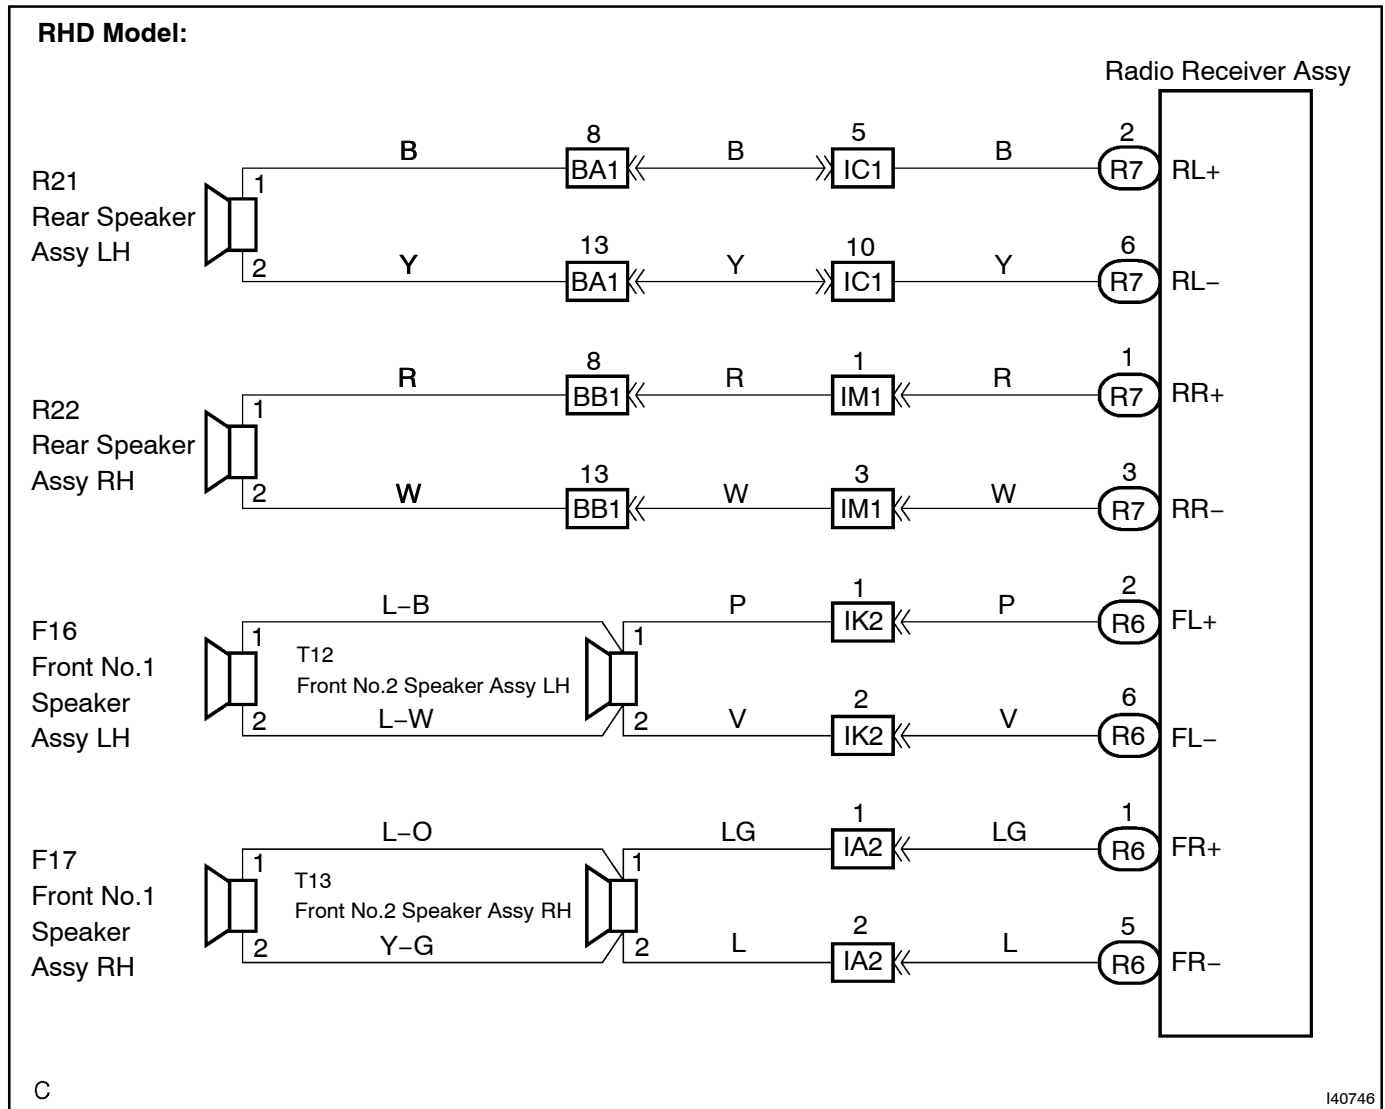 RHD Model:
Radio Receiver Assy
R21
Rear Speaker
Assy LH
1
B
8
BA1
B
5
IC1
B
2
R7
RL+
2
Y
13
BA1
Y
10
IC1
Y
6
R7
RL−
R22
Rear Speaker
Assy RH
1
R
8
BB1
R
1
IM1
R
1
R7
RR+
2
W
13
BB1
W
3
IM1
W
3
R7
RR−
F16
Front No.1
Speaker
Assy LH
1
L−B
T12
Front No.2 Speaker Assy LH
1
P
1
IK2
P
2
R6
FL+
2
L−W
2
V
2
IK2
V
6
R6
FL−
F17
Front No.1
Speaker
Assy RH
1
L−O
T13
Front No.2 Speaker Assy RH
1
LG
1
IA2
LG
1
R6
FR+
2
Y−G
2
L
2
IA2
L
5
R6
FR−
C
I40746